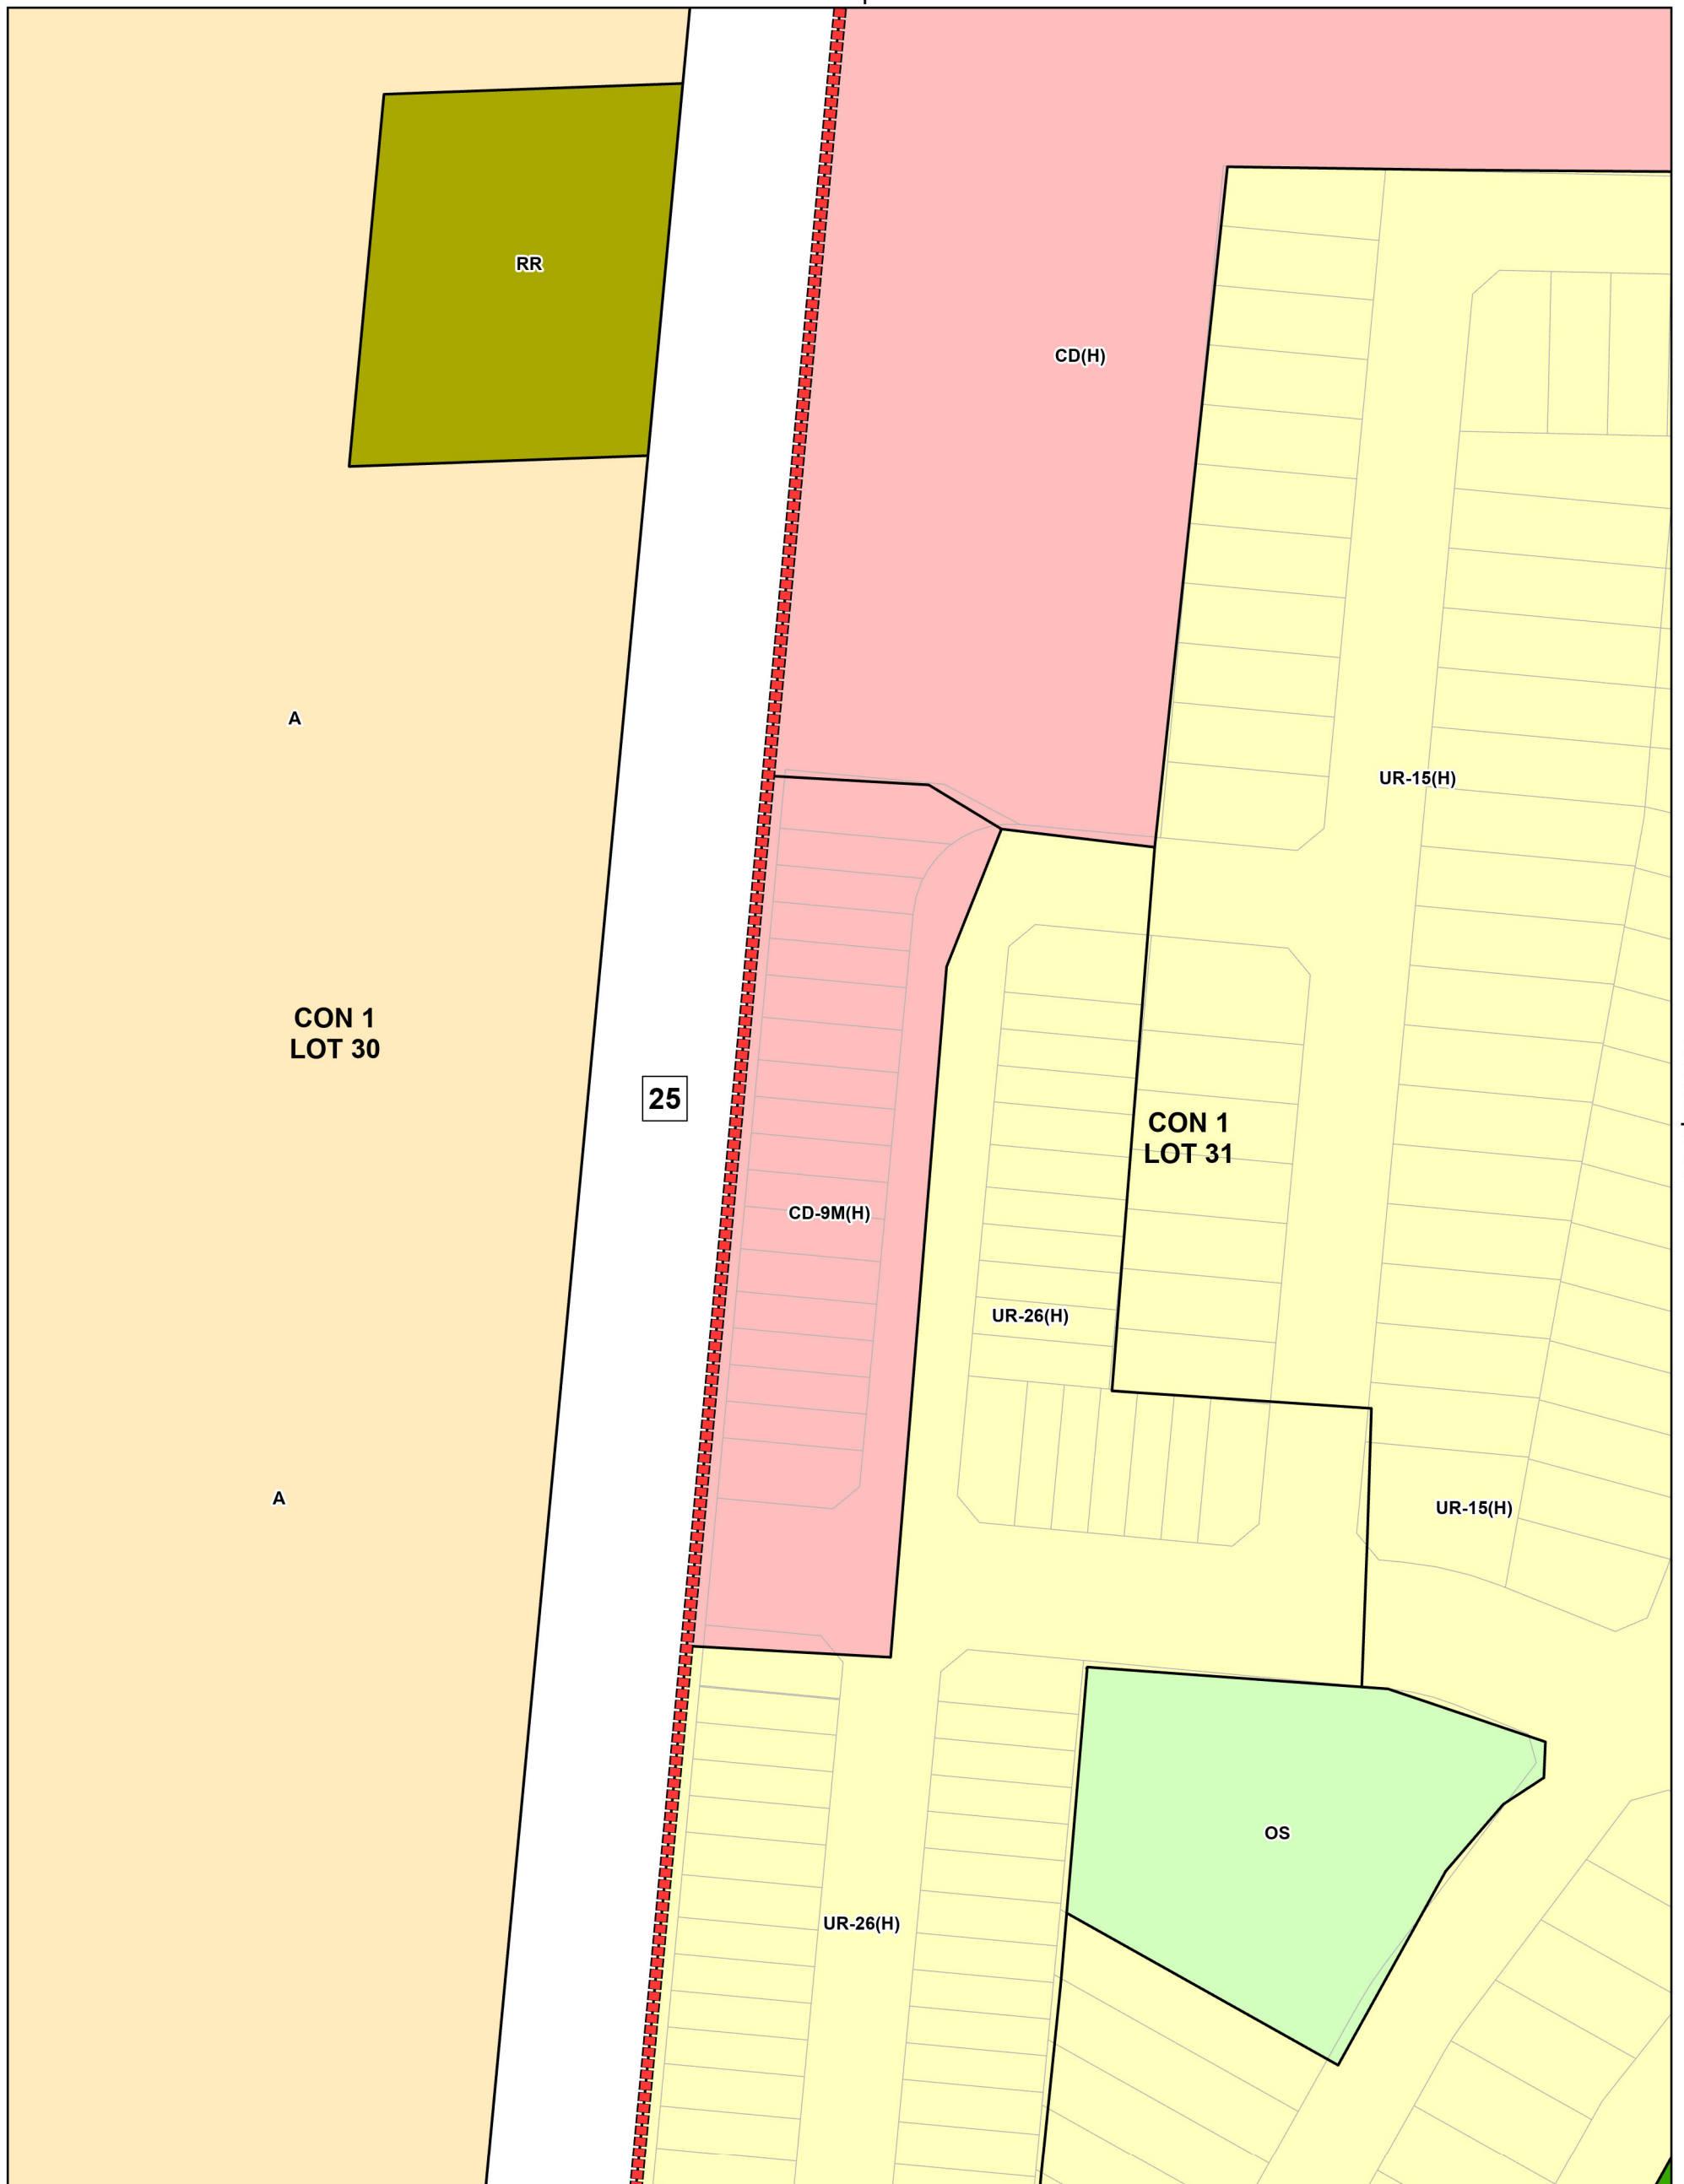 RR
CD(H)
A
UR-15(H)
CON 1
LOT 30
25
CON 1
LOT 31
CD-9M(H)
UR-26(H)
A
UR-15(H)
OS
UR-26(H)